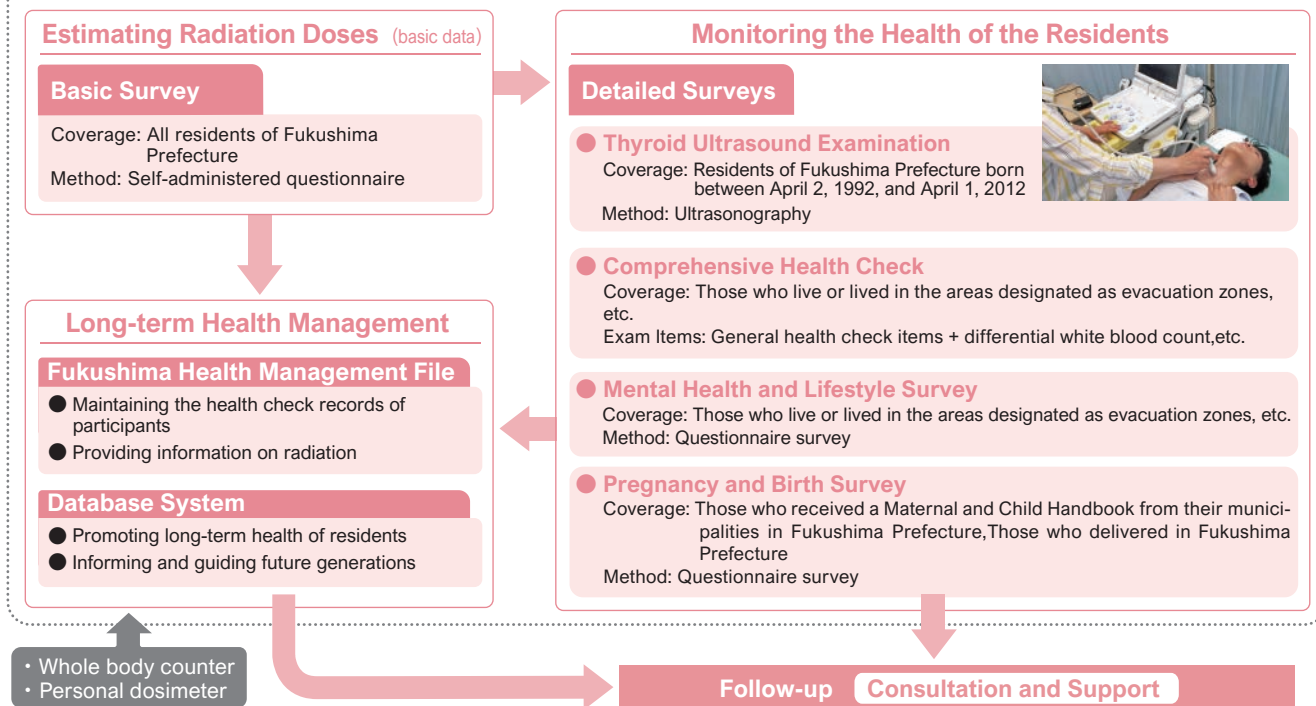 Estimating Radiation Doses (basic data)
Basic Survey
Coverage: All residents of Fukushima
Prefecture
Method: Self-administered questionnaire
Monitoring the Health of the Residents
Detailed Surveys
● Thyroid Ultrasound Examination
Coverage: Residents of Fukushima Prefecture born
between April 2, 1992, and April 1, 2012
Method: Ultrasonography
● Comprehensive Health Check
Coverage: Those who live or lived in the areas designated as evacuation zones,
etc.
Exam Items: General health check items + differential white blood count,etc.
● Mental Health and Lifestyle Survey
Coverage: Those who live or lived in the areas designated as evacuation zones, etc.
Method: Questionnaire survey
● Pregnancy and Birth Survey
Coverage: Those who received a Maternal and Child Handbook from their munici-
palities in Fukushima Prefecture,Those who delivered in Fukushima
Prefecture
Method: Questionnaire survey
Long-term Health Management
Fukushima Health Management File
● Maintaining the health check records of
participants
● Providing information on radiation
Database System
● Promoting long-term health of residents
● Informing and guiding future generations
・Whole body counter
・Personal dosimeter
Follow-up Consultation and Support